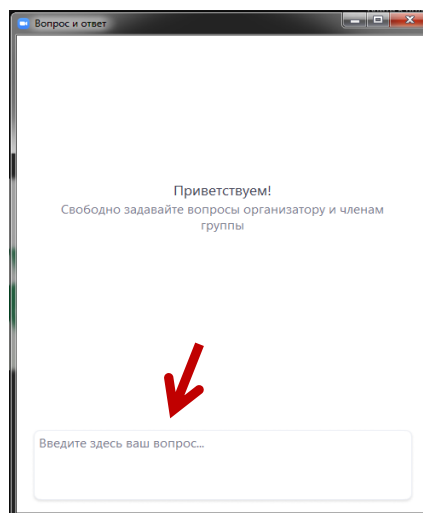 Вопрос и ответ
Приветствуем!
Свободно задавайте вопросы организатору и членам
группы
Введите здесь ваш вопрос...